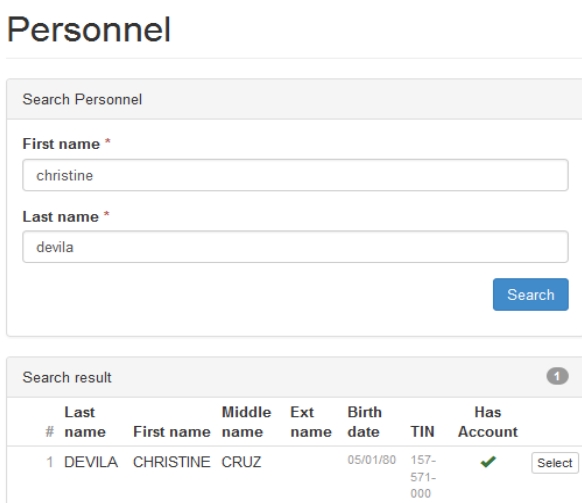 Personnel
Search Personnel
First name *
christine
Last name *
devila
Search
Search result 1
# Last name First name Middle name Ext name Birth date TIN Has Account
1 DEVILA CHRISTINE CRUZ 05/01/80 157-571-000 Select